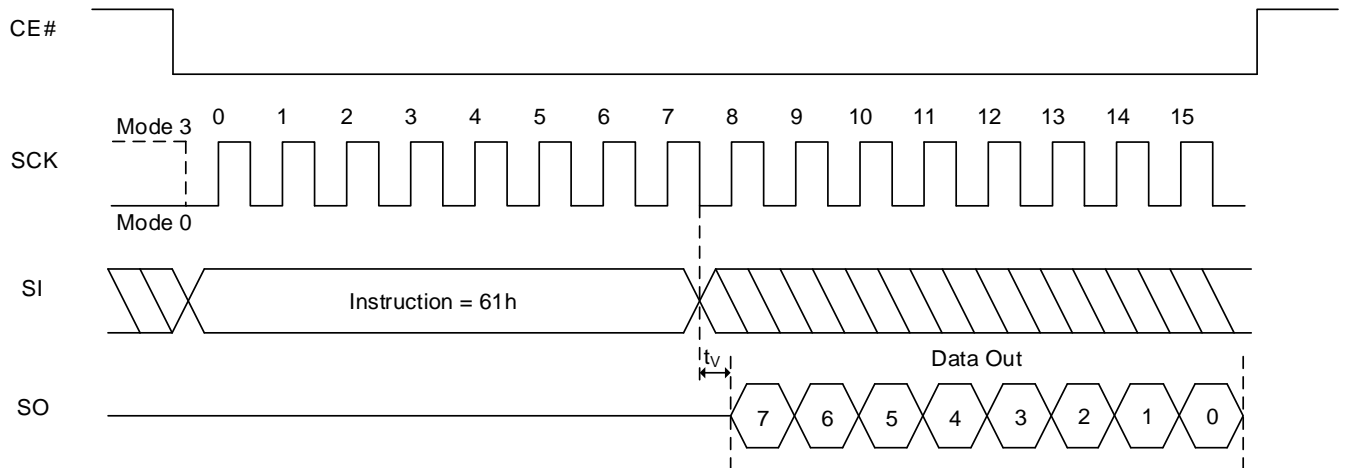 CE#
Mode 3 0 1 2 3 4 5 6 7 8 9 10 11 12 13 14 15
SCK
Mode 0
SI Instruction = 61h
tV Data Out
SO 7 6 5 4 3 2 1 0